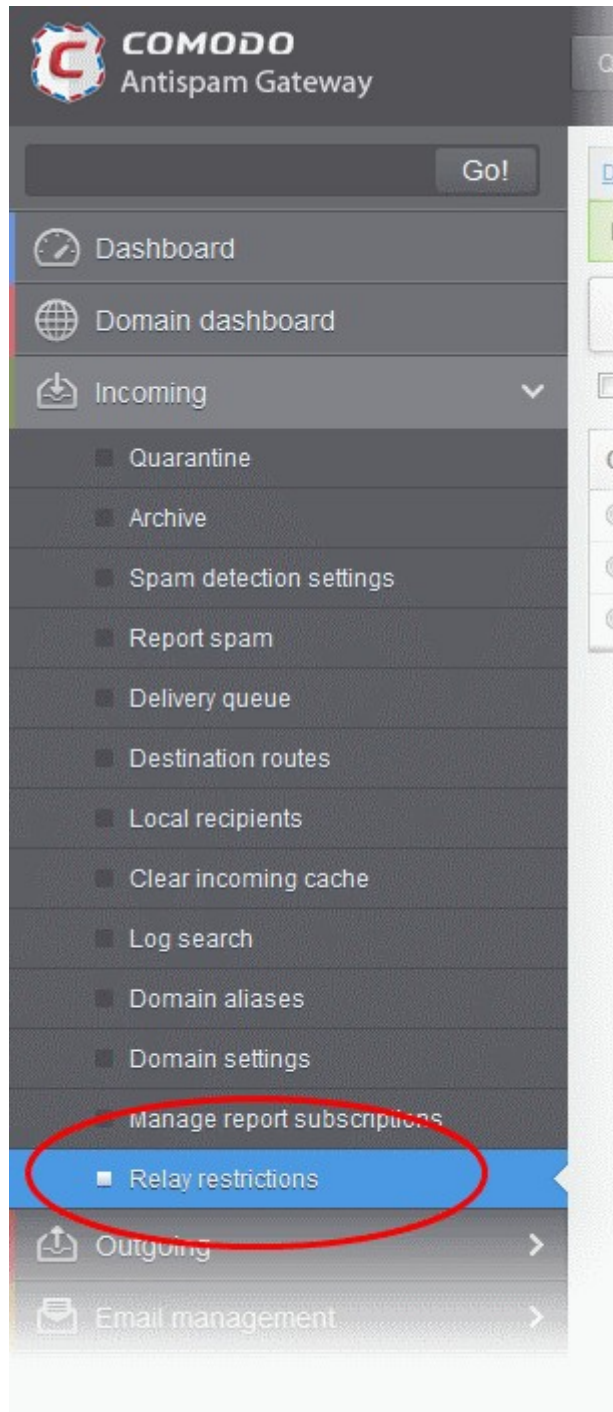 COMODO
Antispam Gateway
Go!
Dashboard
Domain dashboard
Incoming
Quarantine
Archive
Spam detection settings
Report spam
Delivery queue
Destination routes
Local recipients
Clear incoming cache
Log search
Domain aliases
Domain settings
Manage report subscriptions
Relay restrictions
Outgoing
Email management